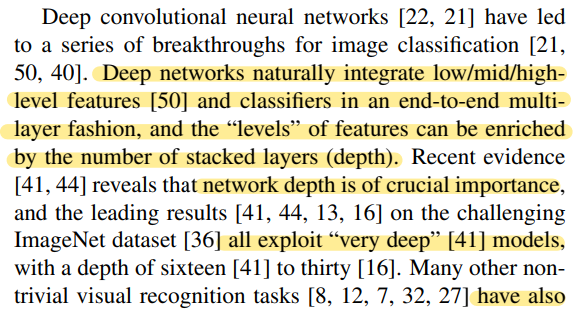 Deep convolutional neural networks [22, 21] have led
to a series of breakthroughs for image classification [21,
50, 40]. Deep networks naturally integrate low/mid/high-
level features [50] and classifiers in an end-to-end multi-
layer fashion, and the “levels” of features can be enriched
by the number of stacked layers (depth). Recent evidence
[41, 44] reveals that network depth is of crucial importance,
and the leading results [41, 44, 13, 16] on the challenging
ImageNet dataset [36] all exploit “very deep” [41] models,
with a depth of sixteen [41] to thirty [16]. Many other non-
trivial visual recognition tasks [8, 12, 7, 32, 27] have also